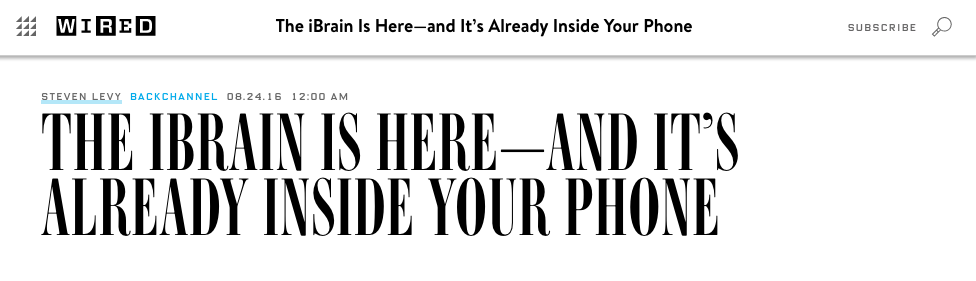 WIRED
The iBrain Is Here—and It's Already Inside Your Phone
SUBSCRIBE
STEVEN LEVY BACKCHANNEL 08.24.16 12:00 AM
THE IBRAIN IS HERE—AND IT'S
ALREADY INSIDE YOUR PHONE